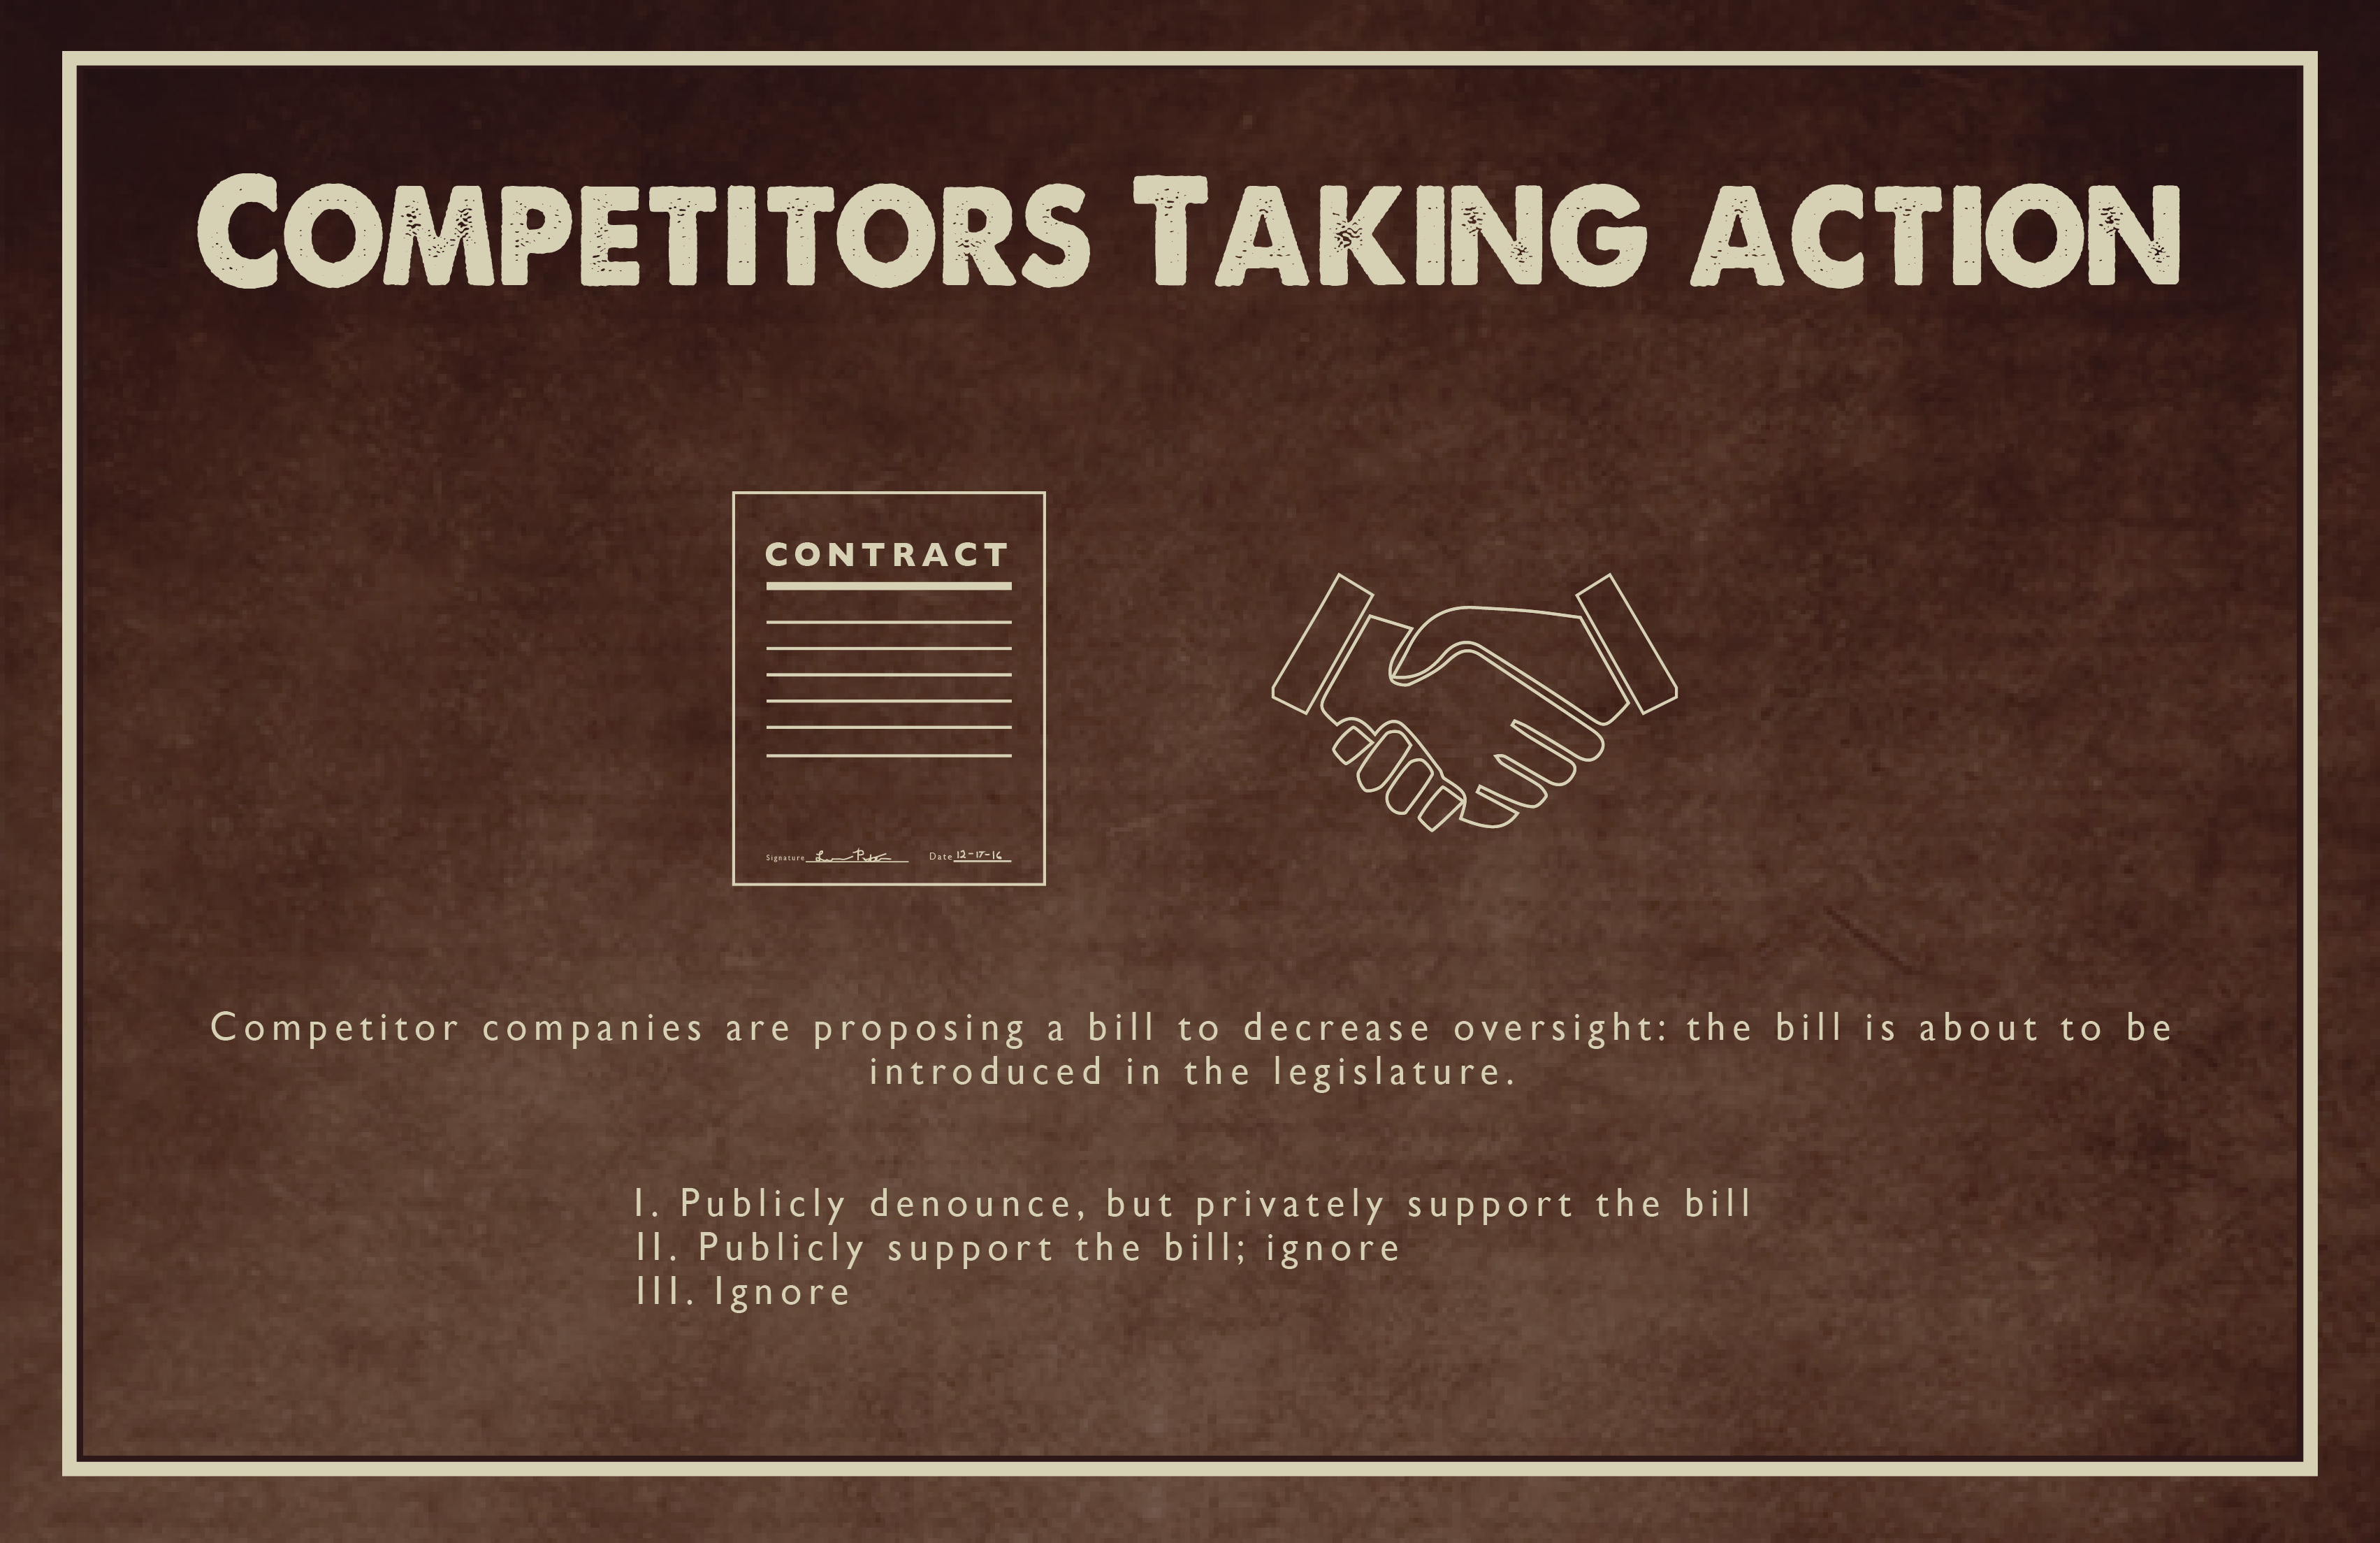 Competitors Taking Action
CONTRACT
Signature Date 12-17-16
Competitor companies are proposing a bill to decrease oversight: the bill is about to be
introduced in the legislature.
I. Publicly denounce, but privately support the bill
II. Publicly support the bill; ignore
III. Ignore